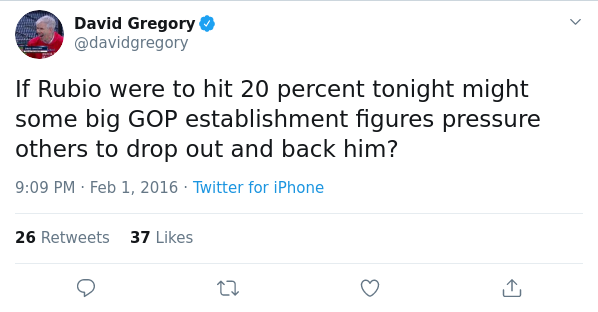 David Gregory
@davidgregory
If Rubio were to hit 20 percent tonight might
some big GOP establishment figures pressure
others to drop out and back him?
9:09 PM · Feb 1, 2016 · Twitter for iPhone
26 Retweets 37 Likes